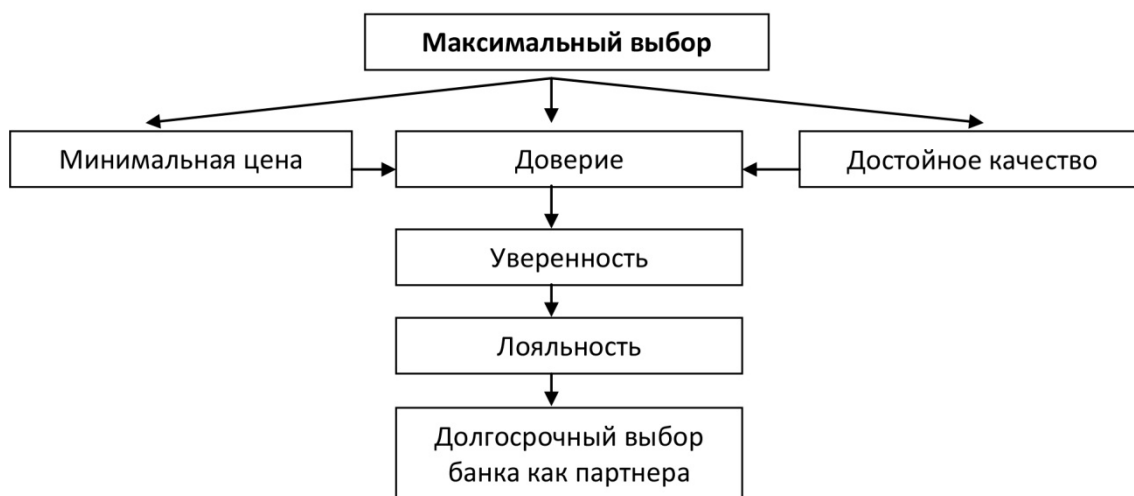 Максимальный выбор
Минимальная цена
Доверие
Достойное качество
Уверенность
Лояльность
Долгосрочный выбор
банка как партнера